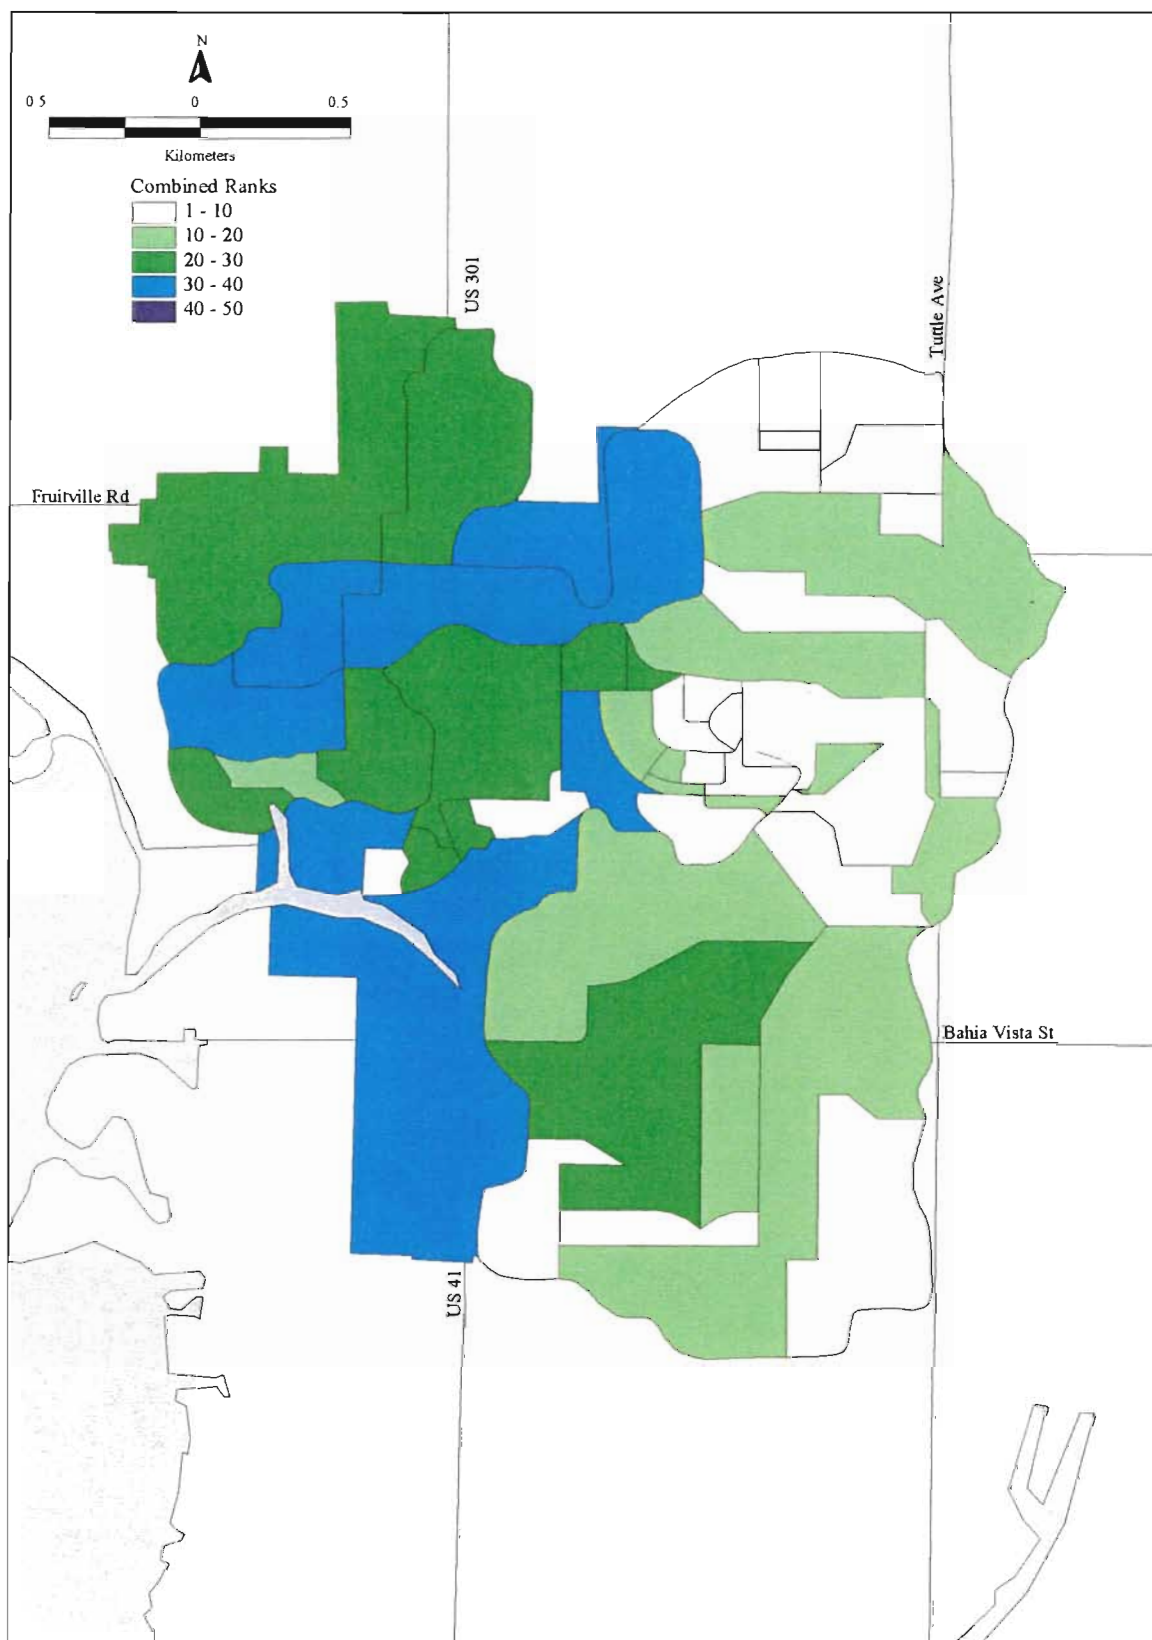 N
0 5 0 0.5
Kilometers
Combined Ranks
1 - 10
10 - 20
20 - 30
30 - 40
40 - 50
US 301
Tuttle Ave
Fruitville Rd
Bahia Vista St
US 41